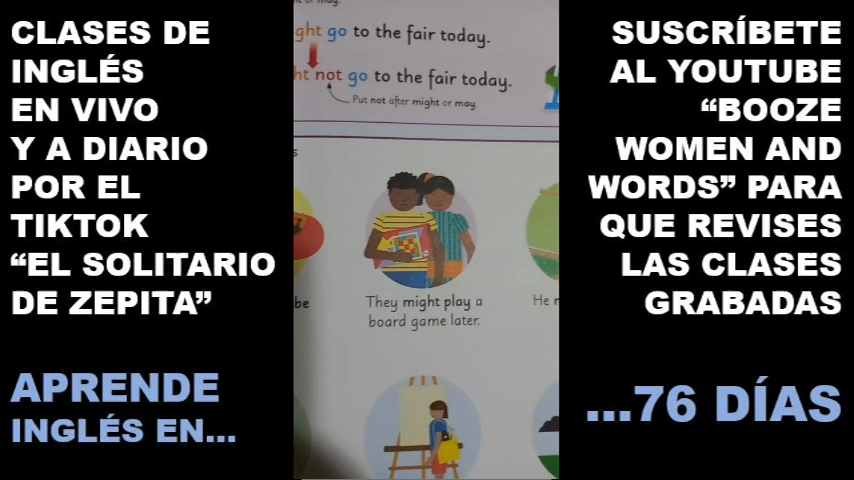 CLASES DE
INGLÉS
EN VIVO
Y A DIARIO
POR EL
TIKTOK
“EL SOLITARIO
DE ZEPITA”
APRENDE
INGLÉS EN...
go to the fair today.
not go to the fair today.
Put not after might or may.
They might play a
board game later.
be
He
SUSCRÍBETE
AL YOUTUBE
“BOOZE
WOMEN AND
WORDS” PARA
QUE REVISES
LAS CLASES
GRABADAS
...76 DÍAS